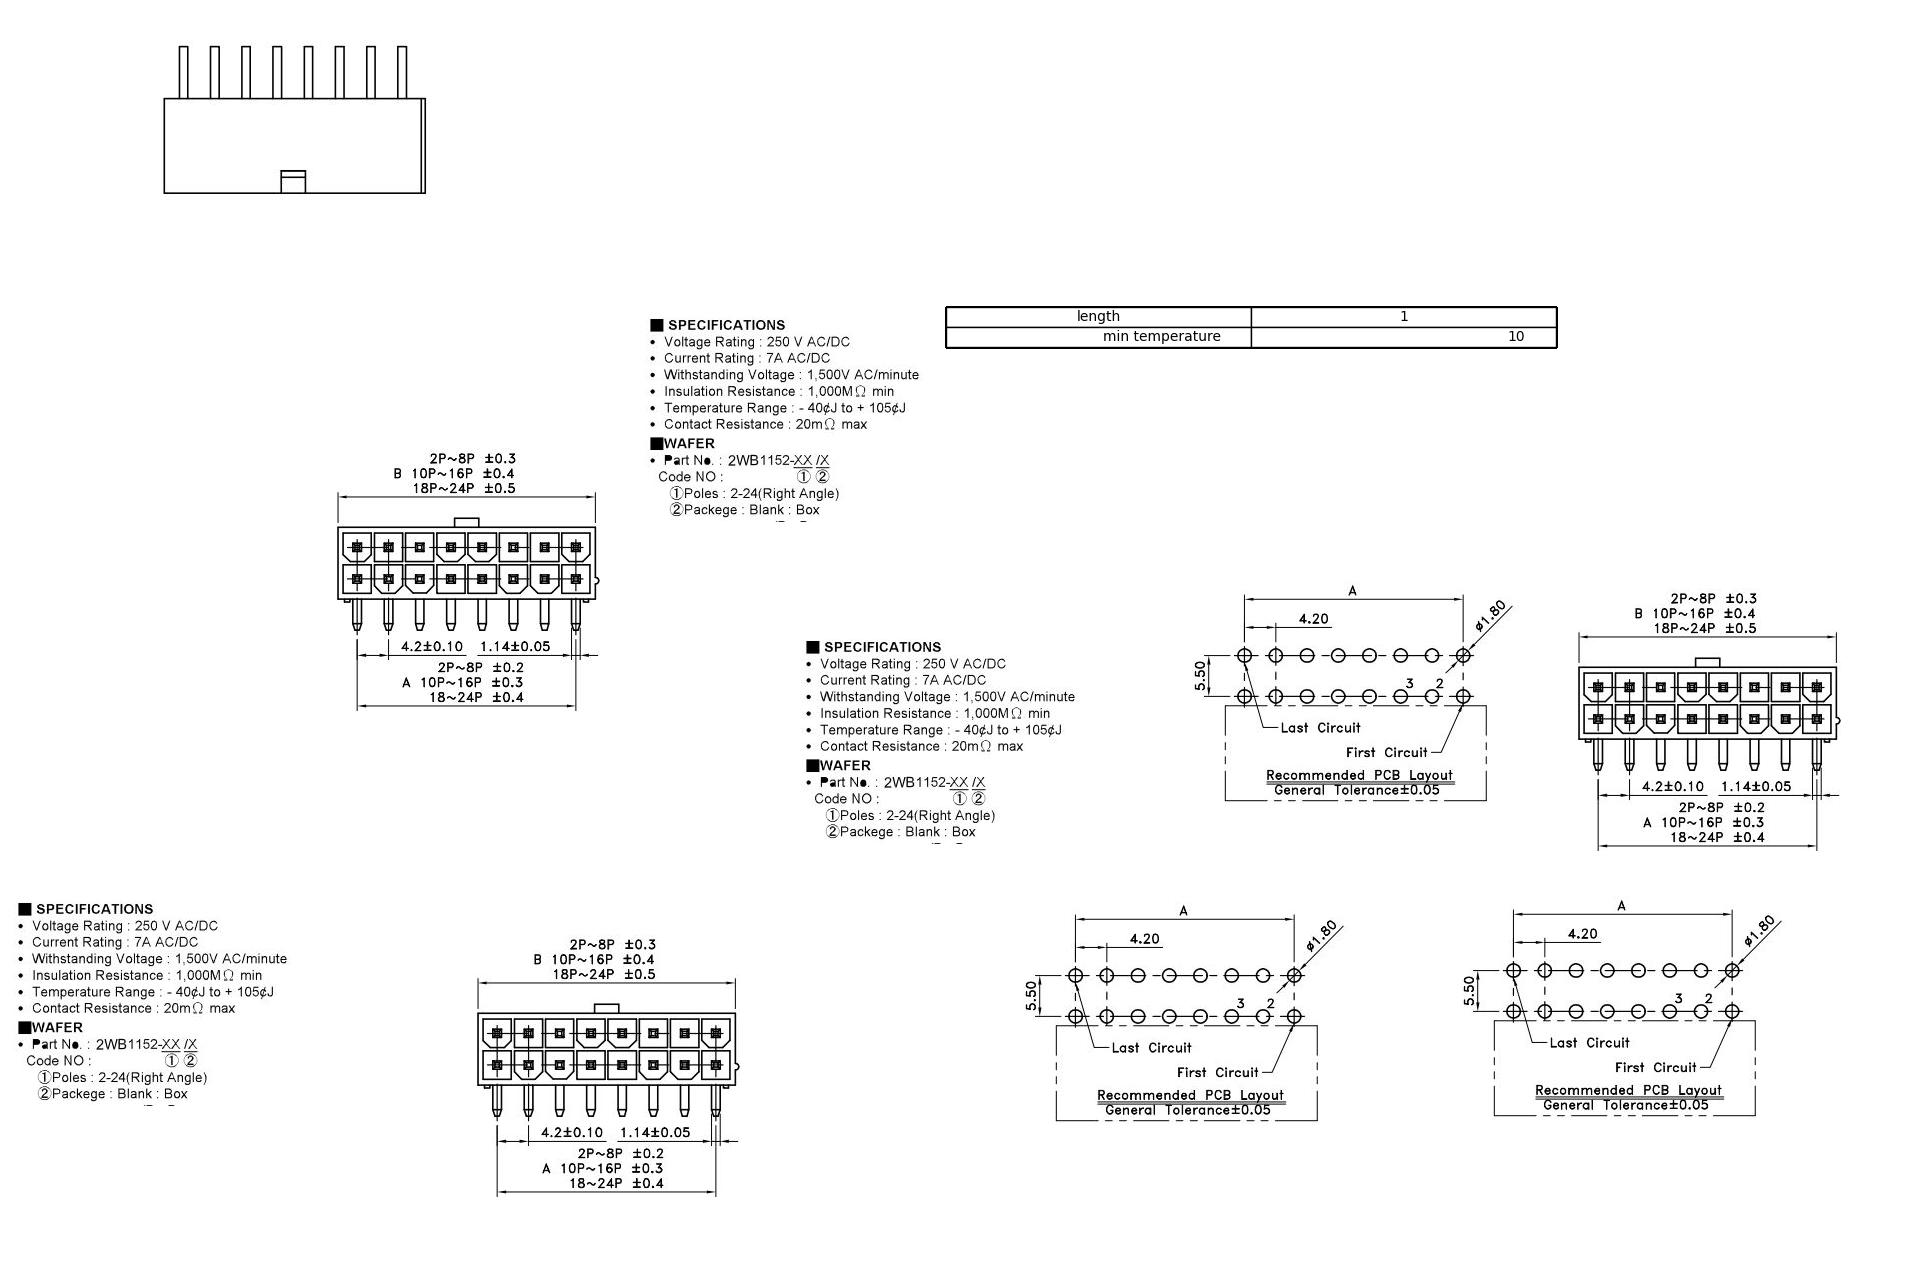 length 1
min temperature 10
■ SPECIFICATIONS
• Voltage Rating : 250 V AC/DC
• Current Rating : 7A AC/DC
• Withstanding Voltage : 1,500V AC/minute
• Insulation Resistance : 1,000MΩ min
• Temperature Range : - 40¢J to + 105¢J
• Contact Resistance : 20mΩ max
■WAFER
• Part No. : 2WB1152-XX /X
Code NO : ① ②
①Poles : 2-24(Right Angle)
②Packege : Blank : Box
2P~8P ±0.3
B 10P~16P ±0.4
18P~24P ±0.5
4.2±0.10 1.14±0.05
2P~8P ±0.2
A 10P~16P ±0.3
18~24P ±0.4
■ SPECIFICATIONS
• Voltage Rating : 250 V AC/DC
• Current Rating : 7A AC/DC
• Withstanding Voltage : 1,500V AC/minute
• Insulation Resistance : 1,000MΩ min
• Temperature Range : - 40¢J to + 105¢J
• Contact Resistance : 20mΩ max
■WAFER
• Part No. : 2WB1152-XX /X
Code NO : ① ②
①Poles : 2-24(Right Angle)
②Packege : Blank : Box
A
4.20
ø1.80
5.50
3 2
Last Circuit
First Circuit
Recommended PCB Layout
General Tolerance±0.05
2P~8P ±0.3
B 10P~16P ±0.4
18P~24P ±0.5
4.2±0.10 1.14±0.05
2P~8P ±0.2
A 10P~16P ±0.3
18~24P ±0.4
■ SPECIFICATIONS
• Voltage Rating : 250 V AC/DC
• Current Rating : 7A AC/DC
• Withstanding Voltage : 1,500V AC/minute
• Insulation Resistance : 1,000MΩ min
• Temperature Range : - 40¢J to + 105¢J
• Contact Resistance : 20mΩ max
■WAFER
• Part No. : 2WB1152-XX /X
Code NO : ① ②
①Poles : 2-24(Right Angle)
②Packege : Blank : Box
2P~8P ±0.3
B 10P~16P ±0.4
18P~24P ±0.5
4.2±0.10 1.14±0.05
2P~8P ±0.2
A 10P~16P ±0.3
18~24P ±0.4
A
4.20
ø1.80
5.50
3 2
Last Circuit
First Circuit
Recommended PCB Layout
General Tolerance±0.05
A
4.20
ø1.80
5.50
3 2
Last Circuit
First Circuit
Recommended PCB Layout
General Tolerance±0.05